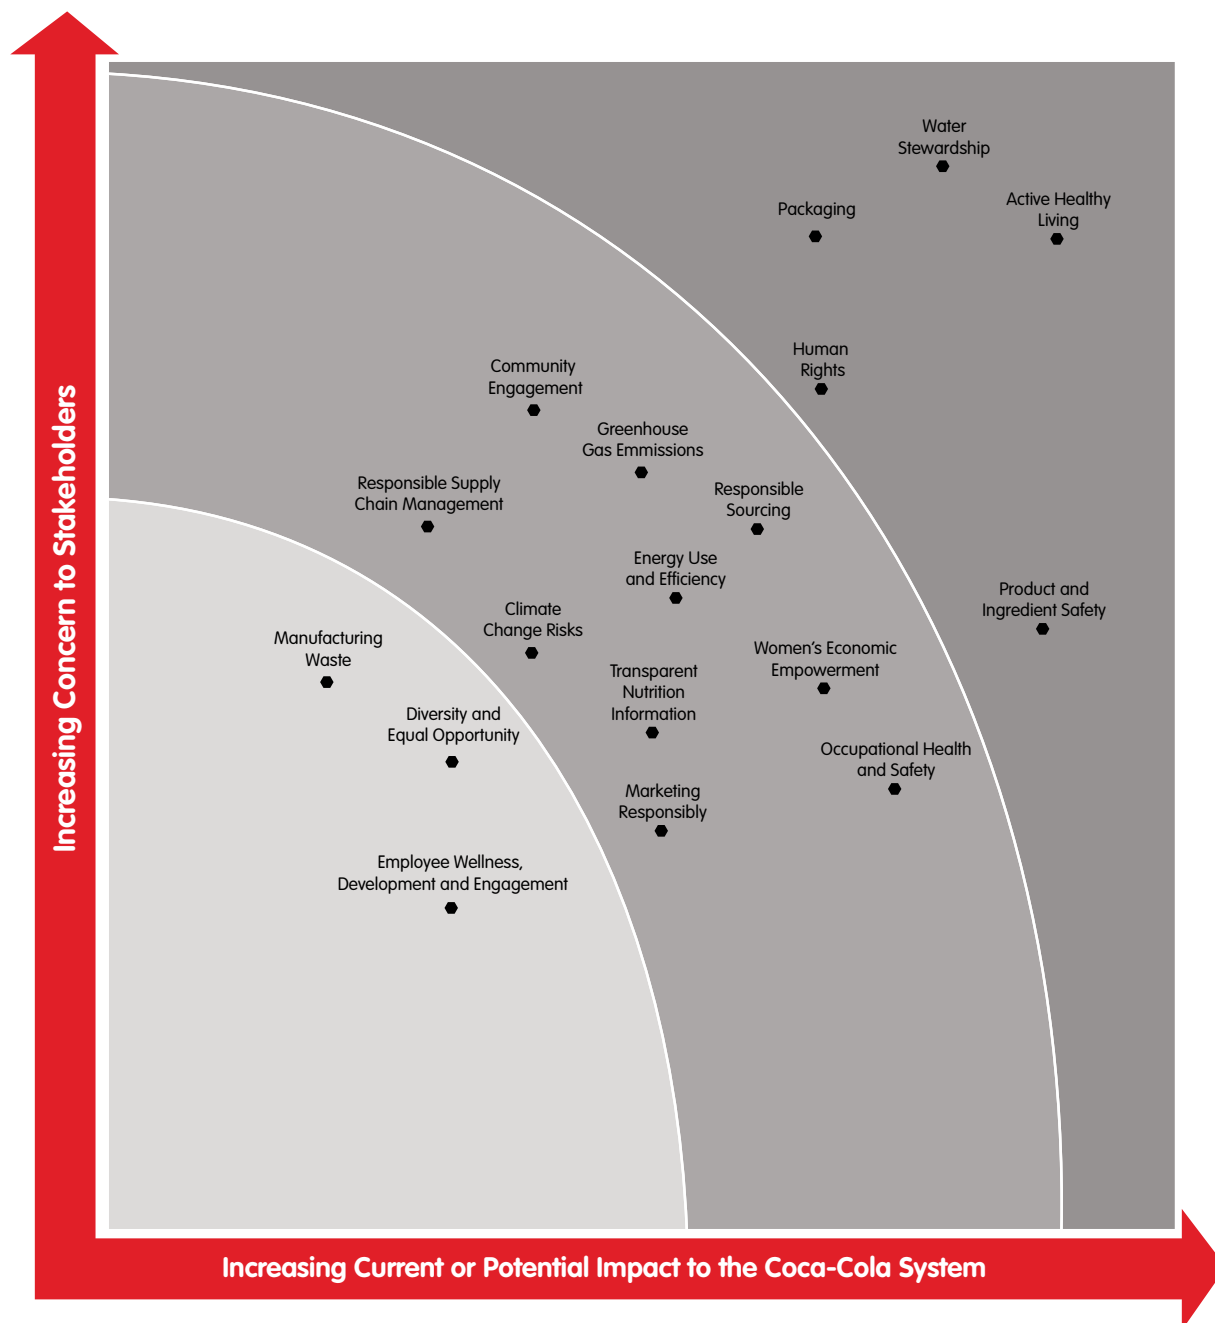 Increasing Concern to Stakeholders
Water
Stewardship
Active Healthy
Living
Packaging
Human
Rights
Community
Engagement
Greenhouse
Gas Emmissions
Responsible Supply
Chain Management
Responsible
Sourcing
Energy Use
and Efficiency
Product and
Ingredient Safety
Climate
Change Risks
Manufacturing
Waste
Women's Economic
Empowerment
Transparent
Nutrition
Information
Diversity and
Equal Opportunity
Occupational Health
and Safety
Marketing
Responsibly
Employee Wellness,
Development and Engagement
Increasing Current or Potential Impact to the Coca-Cola System